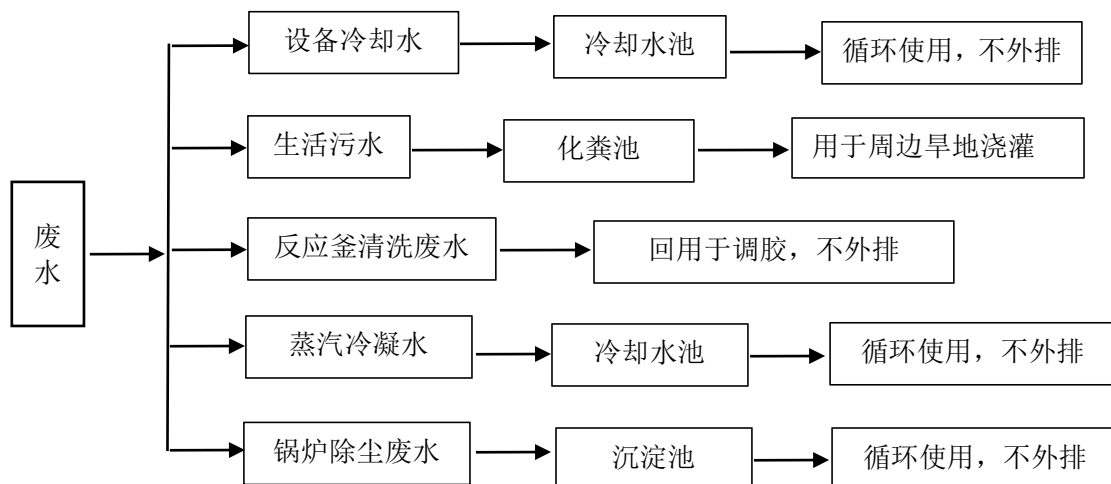 设备冷却水
冷却水池
循环使用，不外排
生活污水
化粪池
用于周边旱地浇灌
废
水
反应釜清洗废水
回用于调胶，不外排
蒸汽冷凝水
冷却水池
循环使用，不外排
锅炉除尘废水
沉淀池
循环使用，不外排